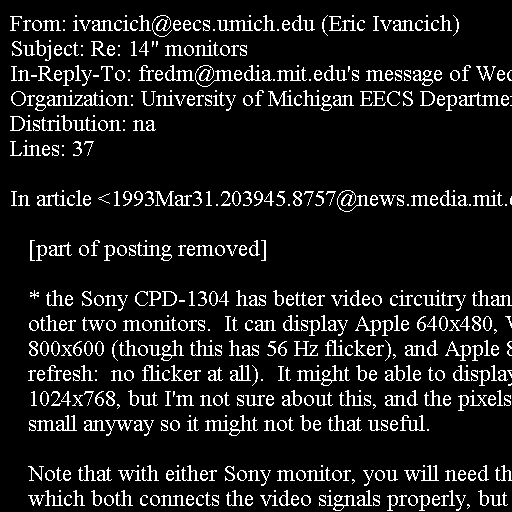 From: ivancich@eecs.umich.edu (Eric Ivancich)
Subject: Re: 14" monitors
In-Reply-To: fredm@media.mit.edu's message of Wed
Organization: University of Michigan EECS Departme
Distribution: na
Lines: 37
In article <1993Mar31.203945.8757@news.media.mit.
[part of posting removed]
* the Sony CPD-1304 has better video circuitry than
other two monitors.  It can display Apple 640x480, V
800x600 (though this has 56 Hz flicker), and Apple 8
refresh:  no flicker at all).  It might be able to display
1024x768, but I'm not sure about this, and the pixels
small anyway so it might not be that useful.
Note that with either Sony monitor, you will need th
which both connects the video signals properly, but